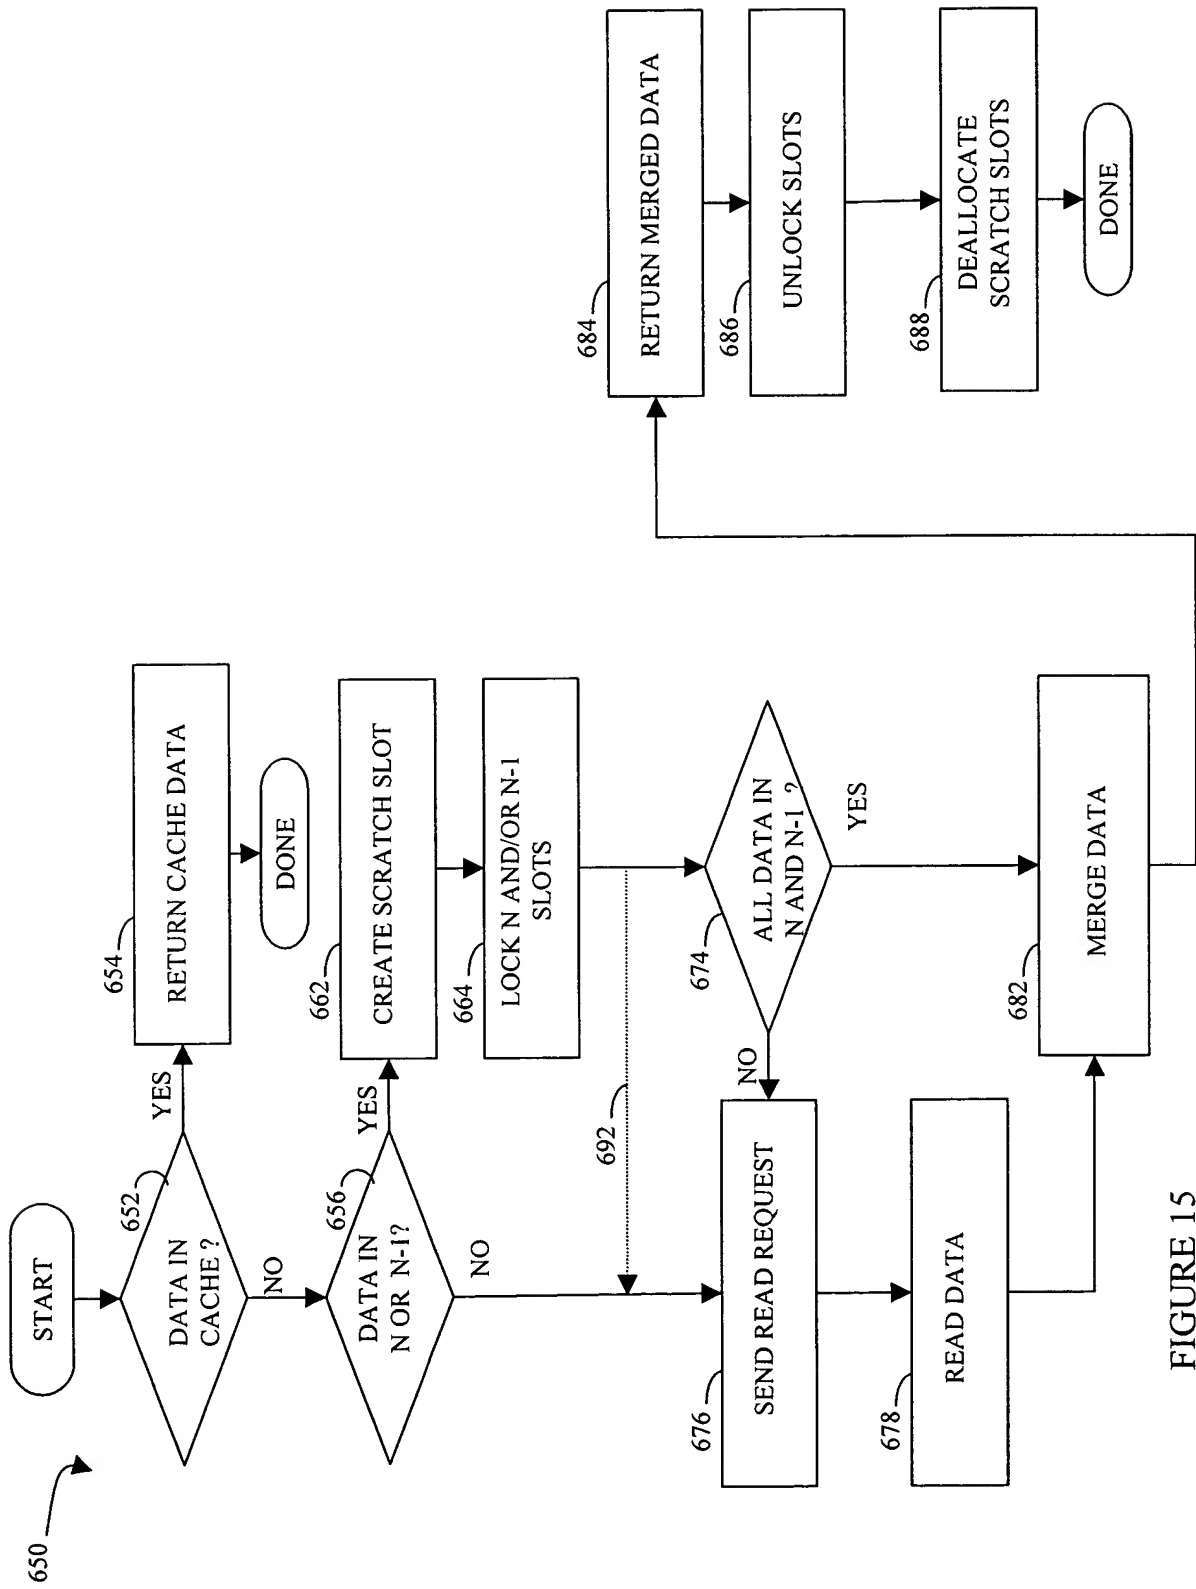 650
START
652
DATA IN
CACHE ?
YES
654
RETURN CACHE DATA
DONE
NO
656
DATA IN
N OR N-1?
YES
662
CREATE SCRATCH SLOT
664
LOCK N AND/OR N-1
SLOTS
NO
692
674
ALL DATA IN
N AND N-1 ?
NO
YES
676
SEND READ REQUEST
678
READ DATA
682
MERGE DATA
684
RETURN MERGED DATA
686
UNLOCK SLOTS
688
DEALLOCATE
SCRATCH SLOTS
DONE
FIGURE 15